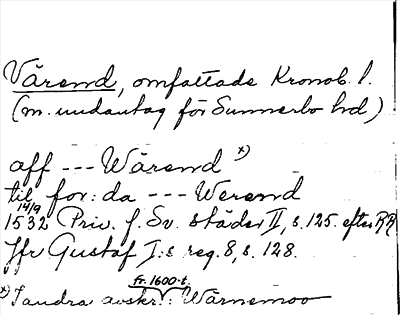 Värend, omfattade Kronob. l.
(m. undantag för Sunnerbo hd)
aff --- Wärend x)
til for: da --- Werend
14/9
1532 Priv. f. Sv. städer II, s. 125. efter RR
Jfr Gustaf I:s reg. 8, s. 128.
fr. 1600-t.
x) I andra avskr.: Wärnemoo